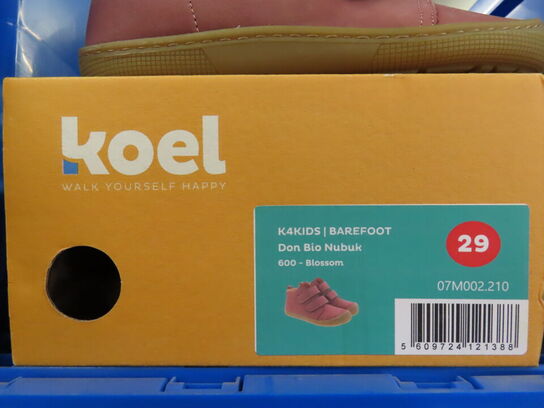 koel
WALK YOURSELF HAPPY
K4KIDS | BAREFOOT
Don Bio Nubuk
600 - Blossom
29
07M002.210
5 609724 121388